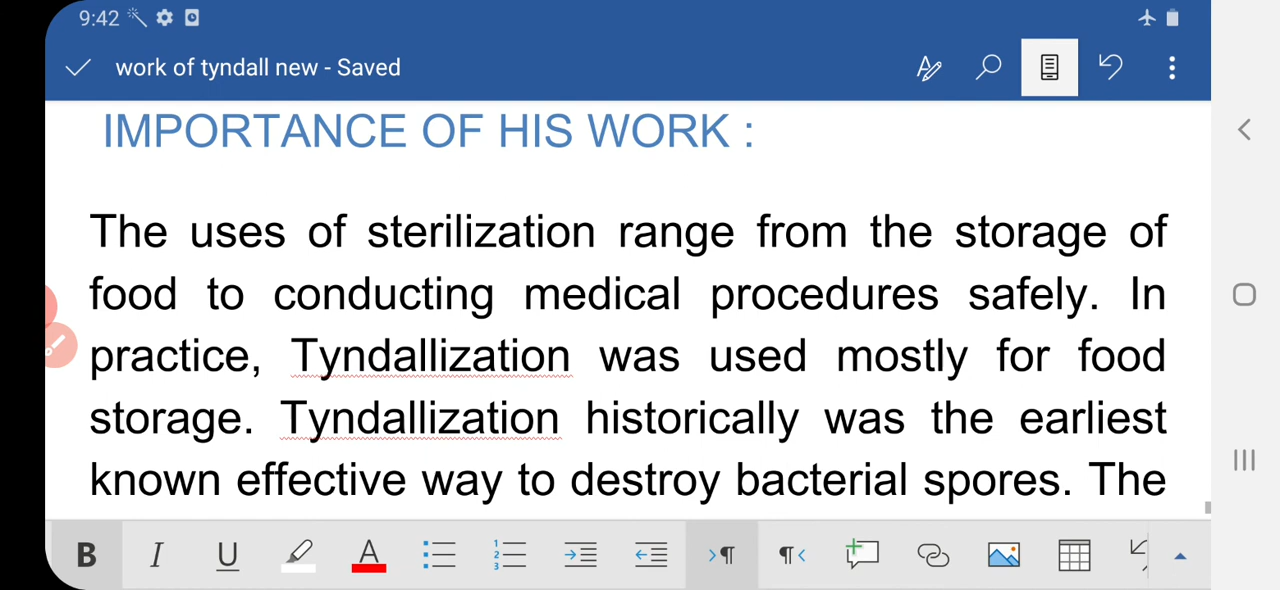 9:42
work of tyndall new - Saved
IMPORTANCE OF HIS WORK :
The uses of sterilization range from the storage of
food to conducting medical procedures safely. In
practice, Tyndallization was used mostly for food
storage. Tyndallization historically was the earliest
known effective way to destroy bacterial spores. The
B I U A